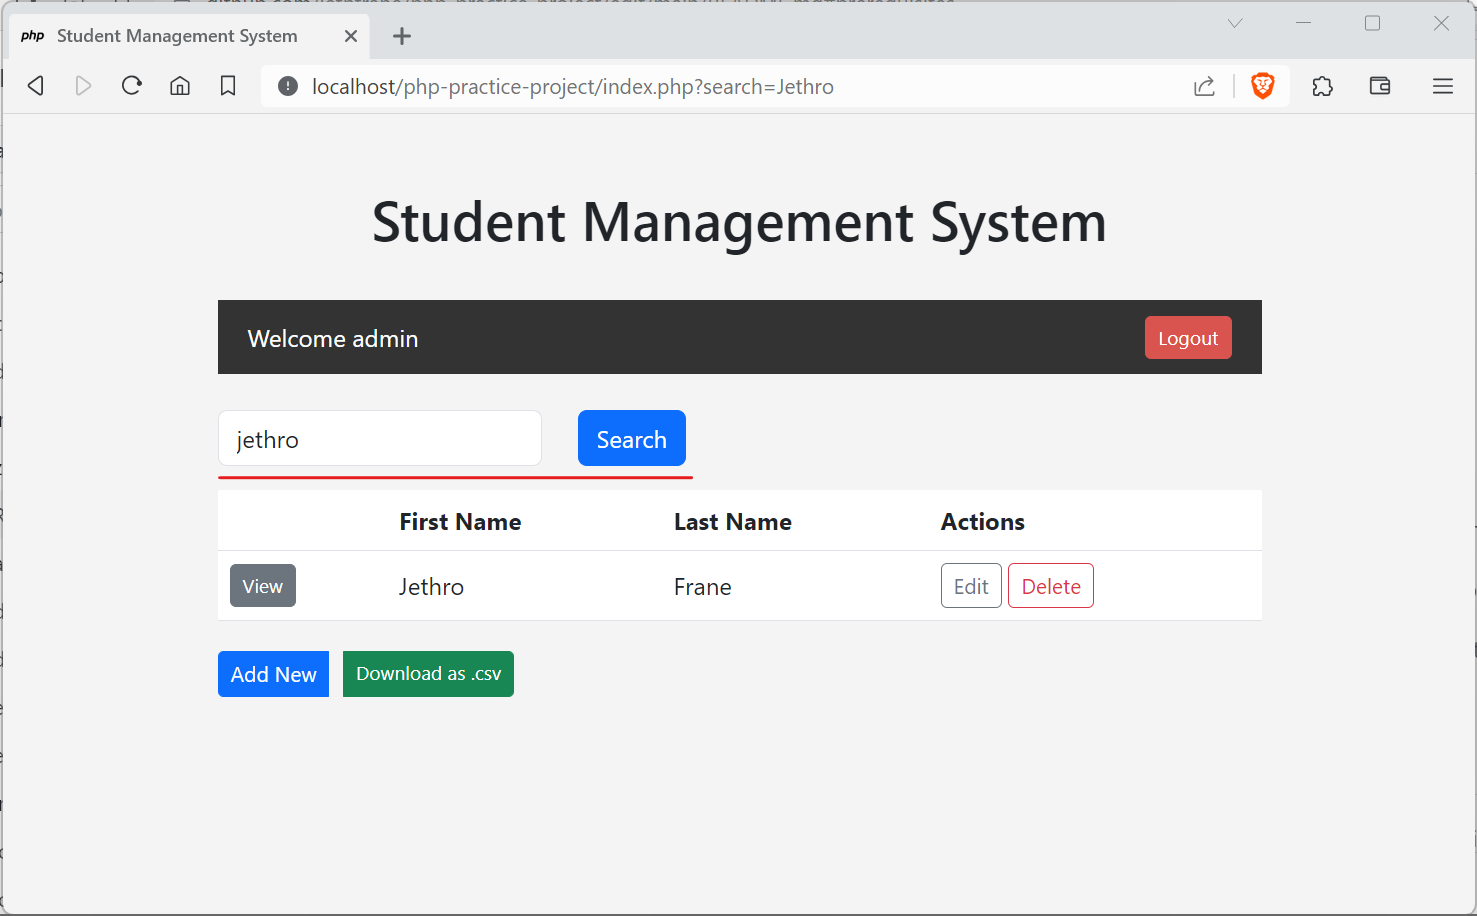 php Student Management System
localhost/php-practice-project/index.php?search=Jethro
Student Management System
Welcome admin Logout
jethro Search
First Name Last Name Actions
View Jethro Frane Edit Delete
Add New Download as .csv